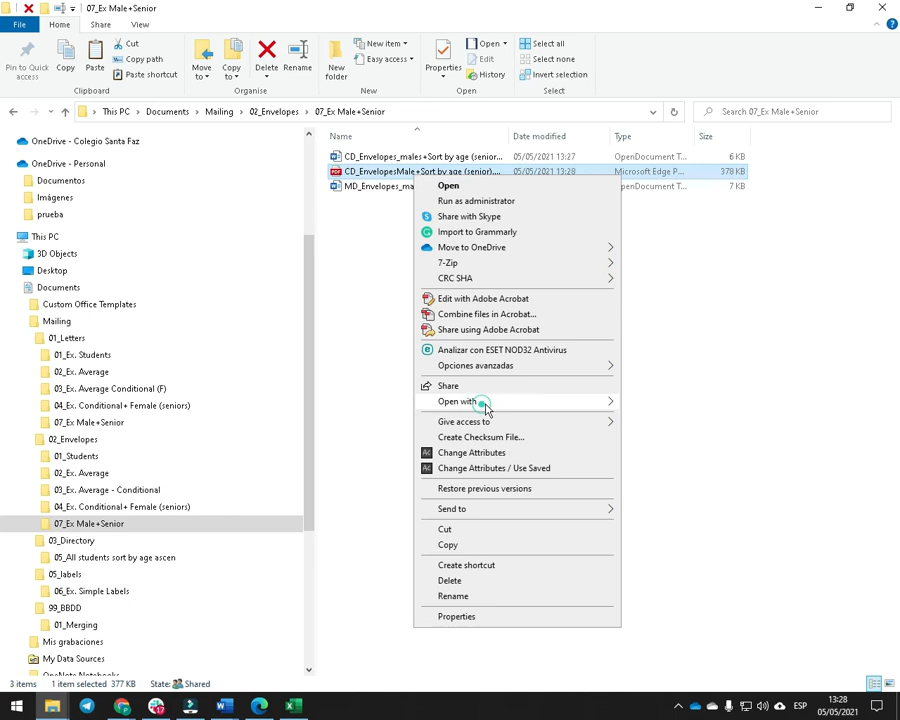 07_Ex Male+Senior
File
Home
Share
View
Pin to Quick access
Copy
Paste
Cut
Copy path
Paste shortcut
Clipboard
Move to
Copy to
Delete
Rename
Organise
New folder
New item
Easy access
New
Properties
Open
Edit
History
Open
Select all
Select none
Invert selection
Select
This PC > Documents > Mailing > 02_Envelopes > 07_Ex Male+Senior
Search 07_Ex Male+Senior
OneDrive - Colegio Santa Faz
OneDrive - Personal
Documentos
Imágenes
prueba
This PC
3D Objects
Desktop
Documents
Custom Office Templates
Mailing
01_Letters
01_Ex. Students
02_Ex. Average
03_Ex. Average Conditional (F)
04_Ex. Conditional+ Female (seniors)
07_Ex Male+Senior
02_Envelopes
01_Students
02_Ex. Average
03_Ex. Average - Conditional
04_Ex. Conditional+ Female (seniors)
07_Ex Male+Senior
03_Directory
05_All students sort by age ascen
05_labels
06_Ex. Simple Labels
99_BBDD
01_Merging
Mis grabaciones
My Data Sources
OneNote Notebooks
Name Date modified Type Size
CD_Envelopes_males+Sort by age (senior... 05/05/2021 13:27 OpenDocument T... 6 KB
CD_EnvelopesMale+Sort by age (senior).... 05/05/2021 13:28 Microsoft Edge P... 378 KB
MD_Envelopes_ma penDocument T... 7 KB
Open
Run as administrator
Share with Skype
Import to Grammarly
Move to OneDrive
7-Zip
CRC SHA
Edit with Adobe Acrobat
Combine files in Acrobat...
Share using Adobe Acrobat
Analizar con ESET NOD32 Antivirus
Opciones avanzadas
Share
Open with
Give access to
Create Checksum File...
Change Attributes
Change Attributes / Use Saved
Restore previous versions
Send to
Cut
Copy
Create shortcut
Delete
Rename
Properties
3 items 1 item selected 377 KB State: Shared
ESP
13:28
05/05/2021